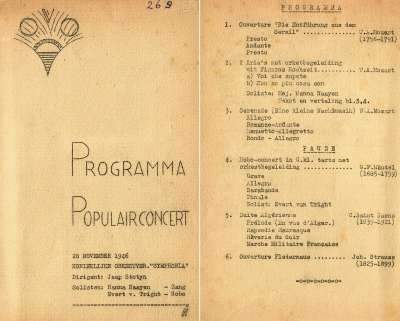 269
PROGRAMMA
POPULAIRCONCERT
28 NOVEMBER 1946
KONINKLIJKE ORKESTVER. "SYMPHONIA"
Dirigent: Jaap Stotyn
Solisten: Hanna Naayen - Zang
Evert v. Tright - Hobo
PROGRAMMA
1. Ouverture "Die Entführung aus dem
Serail" W.A.Mozart
Presto (1756-1791)
Andante
Presto
2. 2 Aria's met orkestbegeleiding
uit Figaros Hochzeit W.A.Mozart
a) Voi che sapete
b) Non so piu cosa son
Soliste: Mej. Hanna Naayen
Tekst en vertaling bl.3,4.
3. Serenade (Eine kleine Nachtmusik) W.A.Mozart
Allegro
Romanze-Andante
Menuetto-Allegretto
Rondo - Allegro
PAUZE
4. Hobo-concert in G.kl. terts met
orkestbegeleiding G.F.Händel
Grave (1685-1759)
Allegro
Sarabande
Finale
Solist: Evert van Tright
5. Suite Algérienne C.Saint Saens
Prélude (En vue d'Alger) (1835-1921)
Rapsodie Mauresque
Rêverie du Soir
Marche Militaire Française
6. Ouverture Fledermaus Joh. Strauss
(1825-1899)